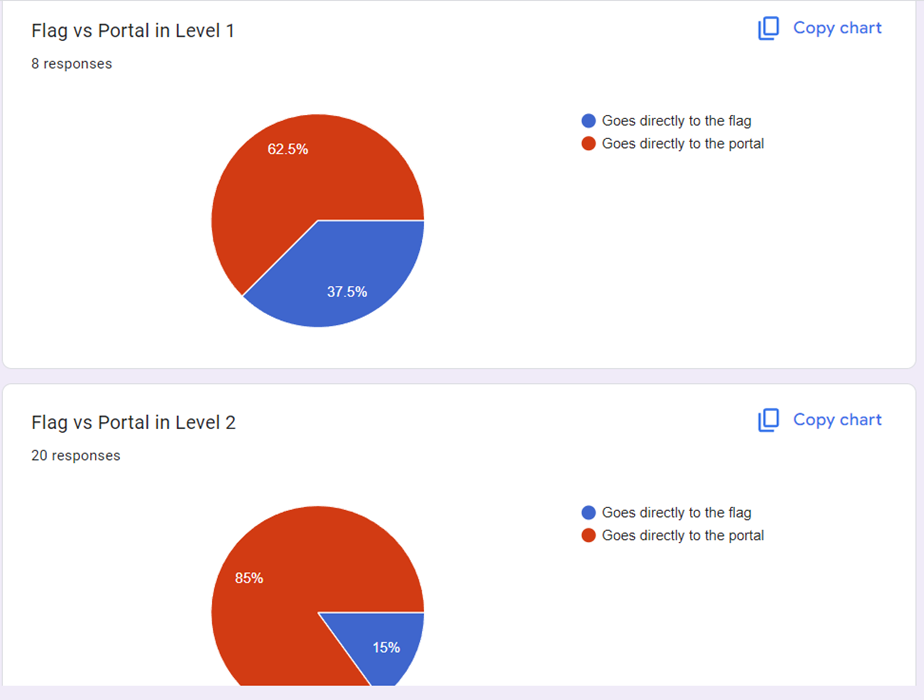 Flag vs Portal in Level 1
Copy chart
8 responses
Goes directly to the flag
Goes directly to the portal
62.5%
37.5%
Flag vs Portal in Level 2
Copy chart
20 responses
Goes directly to the flag
Goes directly to the portal
85%
15%